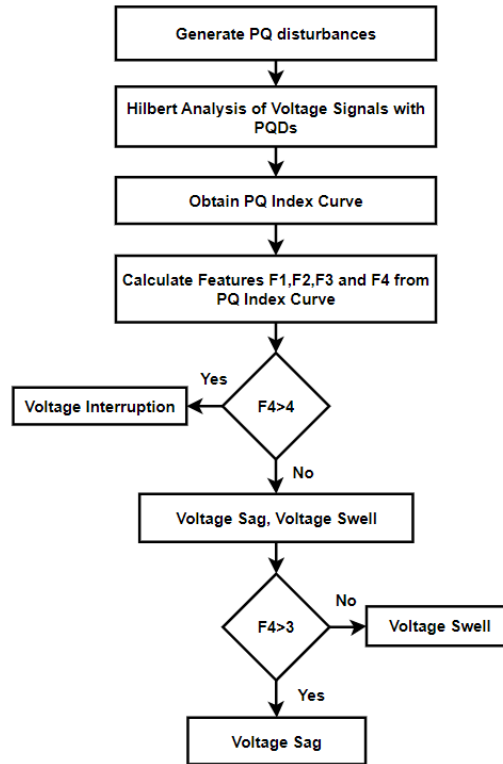 Generate PQ disturbances
Hilbert Analysis of Voltage Signals with
PQDs
Obtain PQ Index Curve
Calculate Features F1,F2,F3 and F4 from
PQ Index Curve
Yes
Voltage Interruption
F4>4
No
Voltage Sag, Voltage Swell
F4>3
No
Voltage Swell
Yes
Voltage Sag